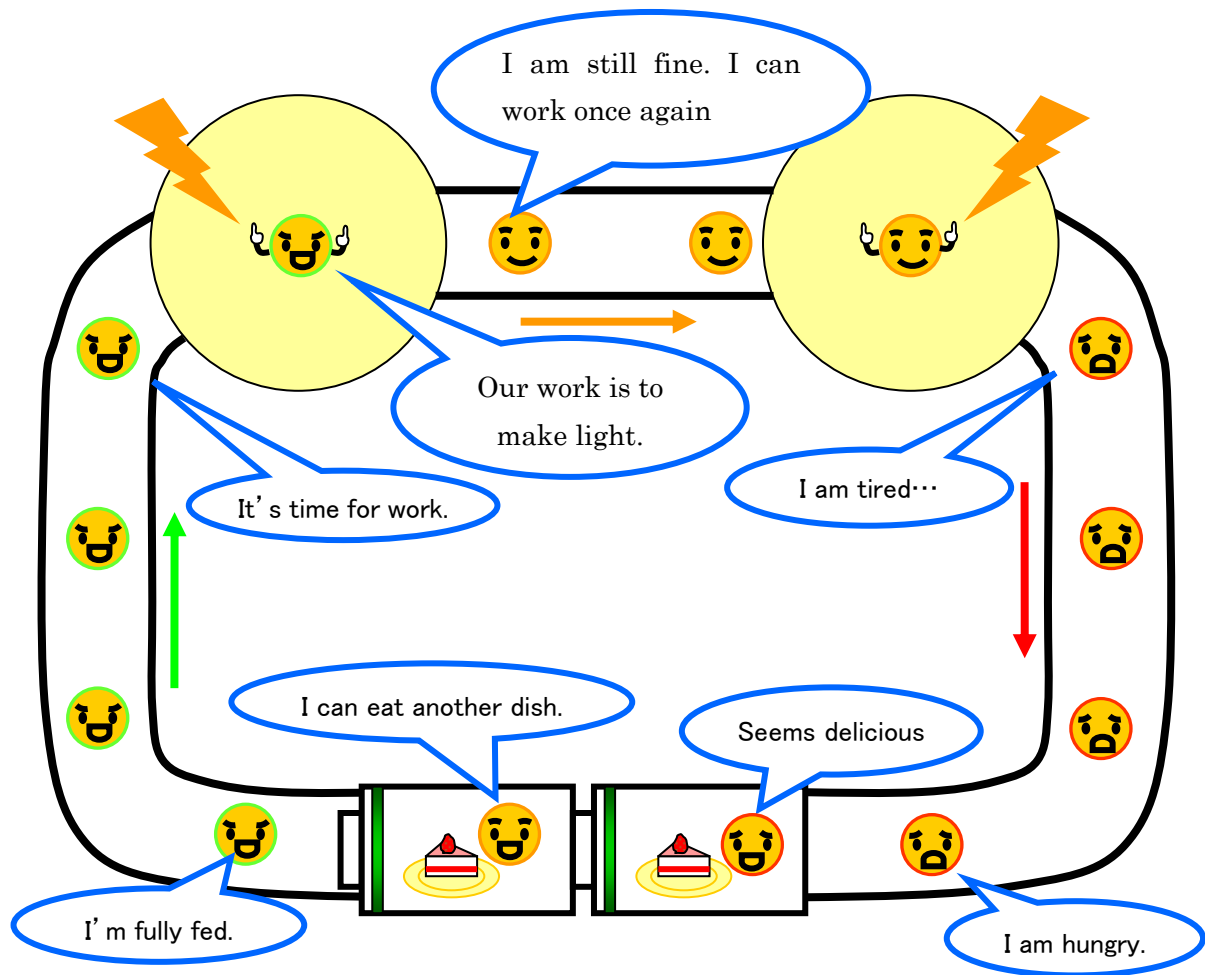 I am still fine. I can
work once again
Our work is to
make light.
It's time for work.
I am tired…
I can eat another dish.
Seems delicious
I'm fully fed.
I am hungry.